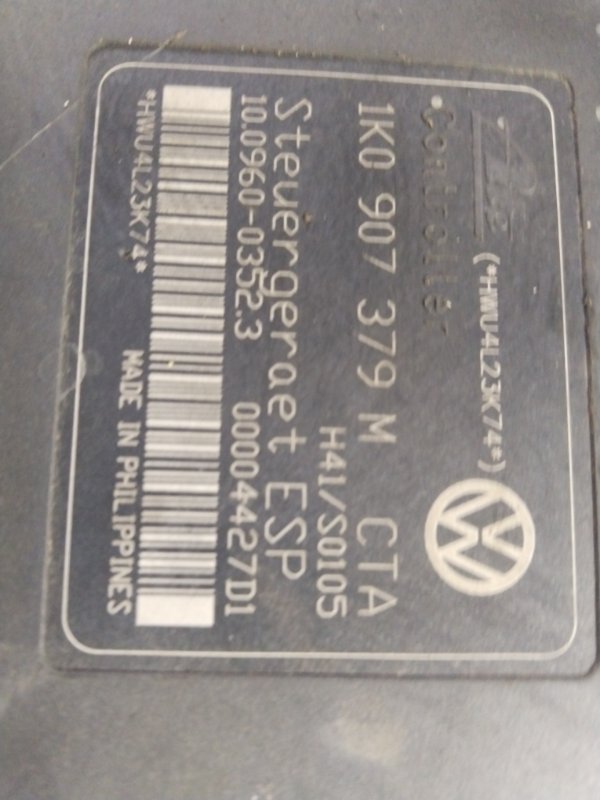 Ate (*HWU4L23K74*)
Controller
1K0 907 379 M CTA
H41/S0105
Steuergeraet ESP
10.0960-0352.3 00004427D1
*HWU4L23K74* MADE IN PHILIPPINES